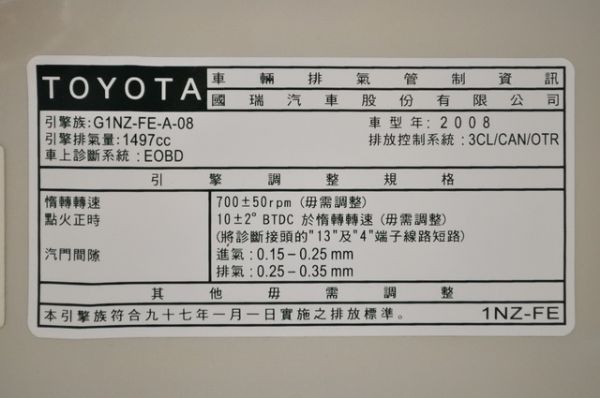 TOYOTA 車輛排氣管制資訊
國瑞汽車股份有限公司
引擎族:G1NZ-FE-A-08 車型年:2008
引擎排氣量:1497cc 排放控制系統:3CL/CAN/OTR
車上診斷系統:EOBD
引擎調整規格
惰轉轉速 700±50rpm (毋需調整)
點火正時 10±2° BTDC 於惰轉轉速 (毋需調整)
(將診斷接頭的"13"及"4"端子線路短路)
汽門間隙 進氣:0.15-0.25mm
排氣:0.25-0.35mm
其他毋需調整
本引擎族符合九十七年一月一日實施之排放標準。 1NZ-FE